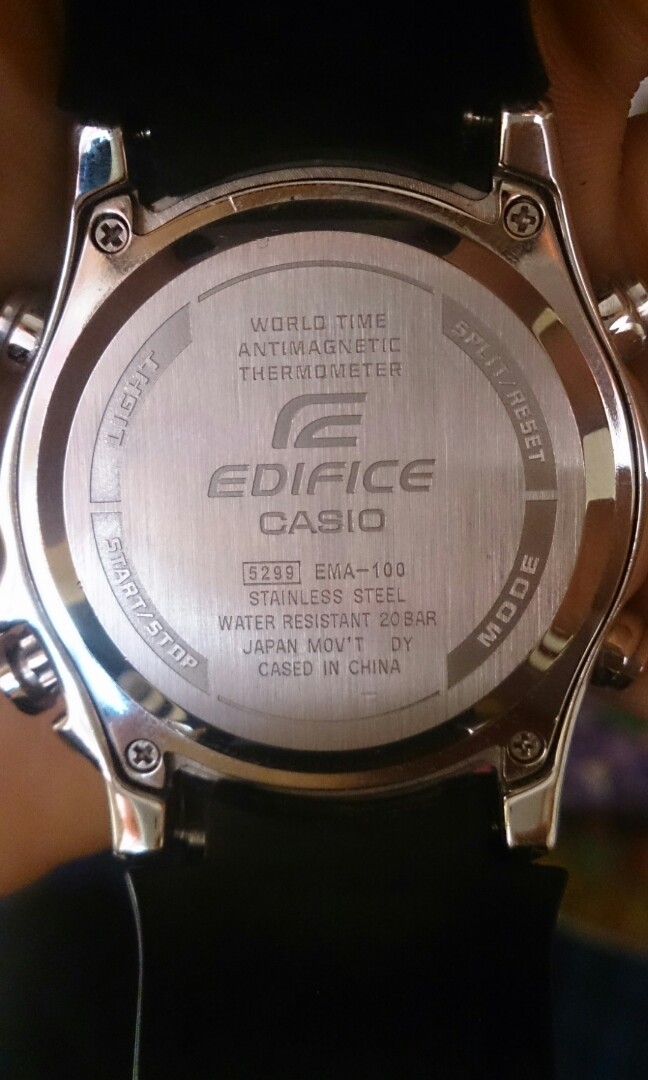 WORLD TIME
ANTIMAGNETIC
THERMOMETER
LIGHT
SPLIT/RESET
EDIFICE
CASIO
5299 EMA-100
STAINLESS STEEL
WATER RESISTANT 20BAR
JAPAN MOV'T DY
CASED IN CHINA
START/STOP
MODE